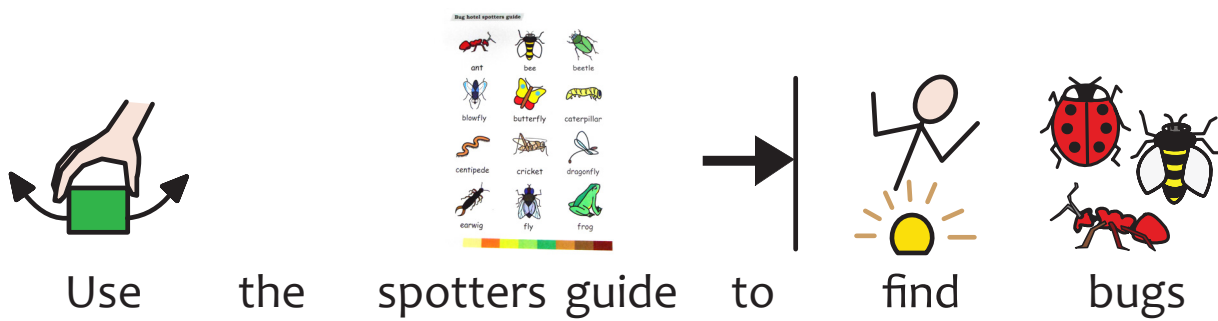 Bug hotel spotters guide
ant bee beetle
blowfly butterfly caterpillar
centipede cricket dragonfly
earwig fly frog
Use the spotters guide to find bugs